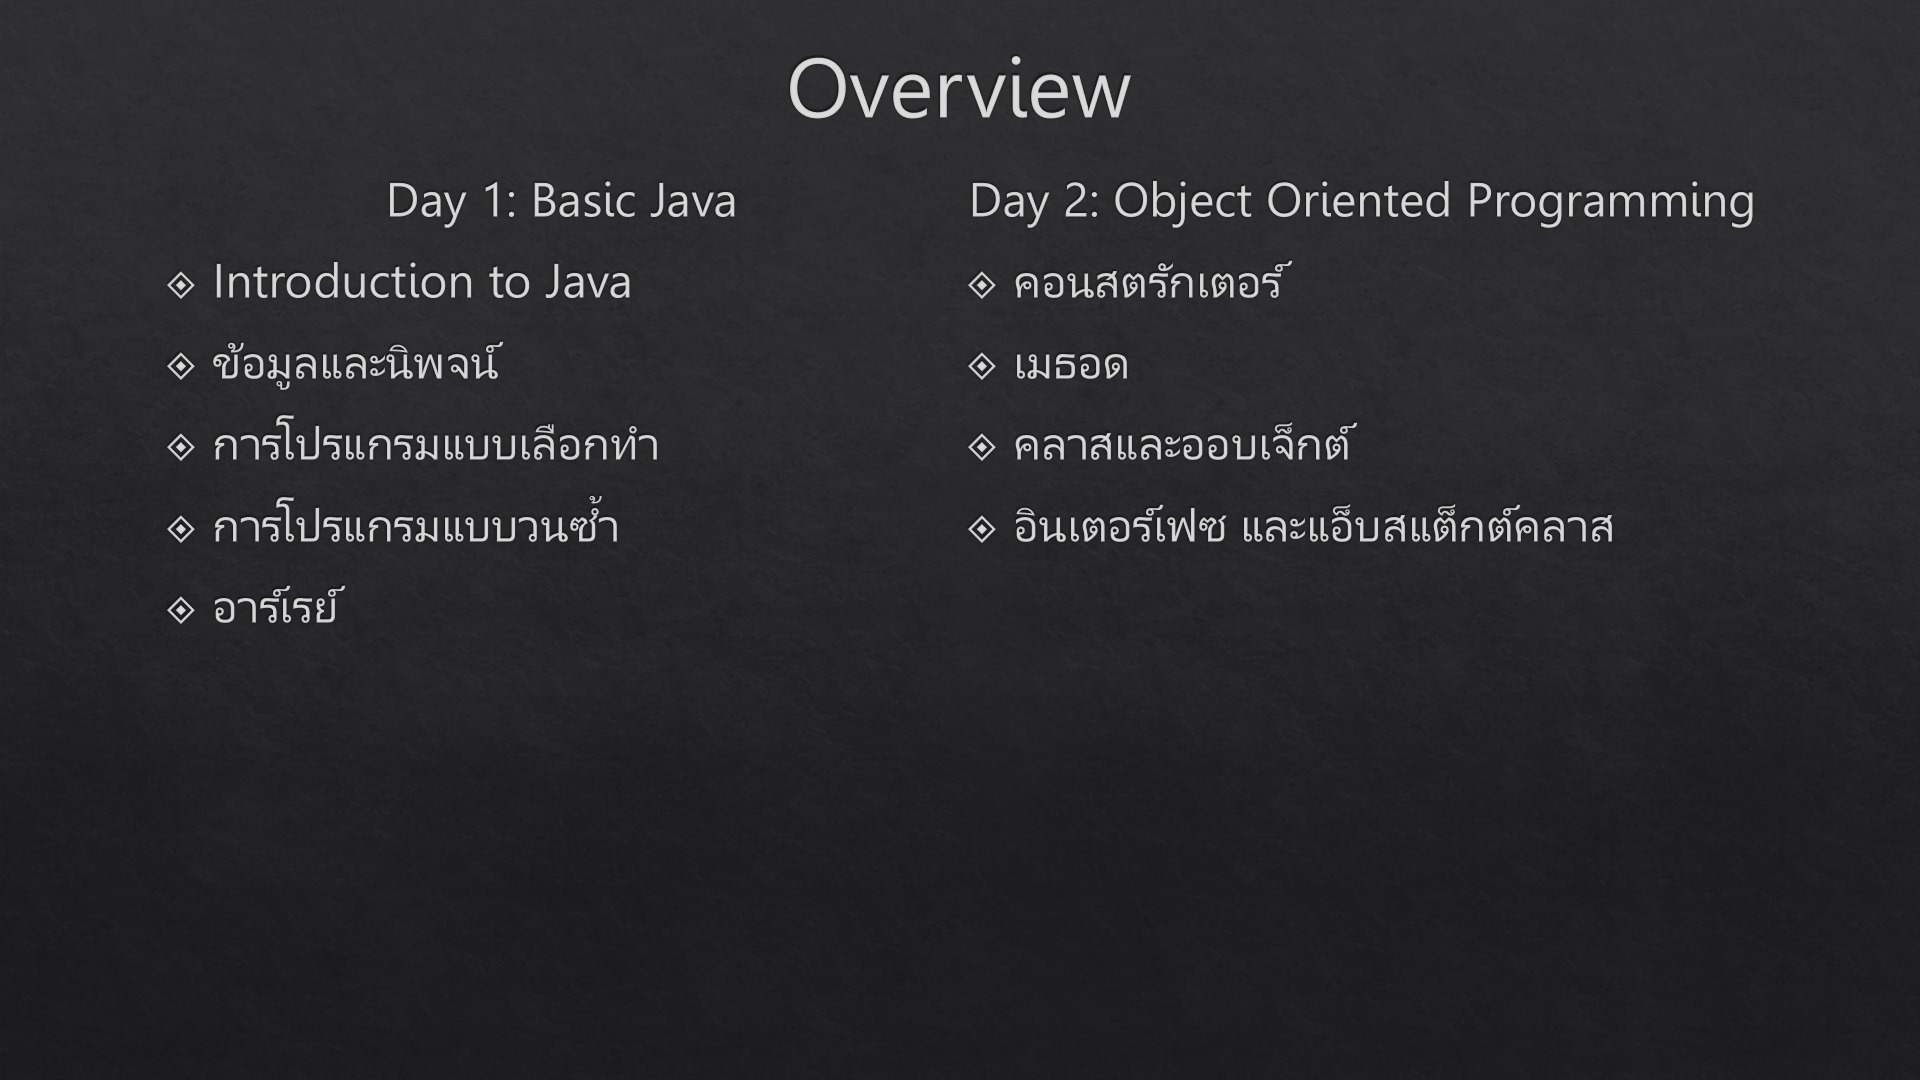 Overview
Day 1: Basic Java
Introduction to Java
ข้อมูลและนิพจน์
การโปรแกรมแบบเลือกทำ
การโปรแกรมแบบวนซ้ำ
อาร์เรย์
Day 2: Object Oriented Programming
คอนสตรักเตอร์
เมธอด
คลาสและออบเจ็กต์
อินเตอร์เฟซ และแอ็บสแต็กต์คลาส